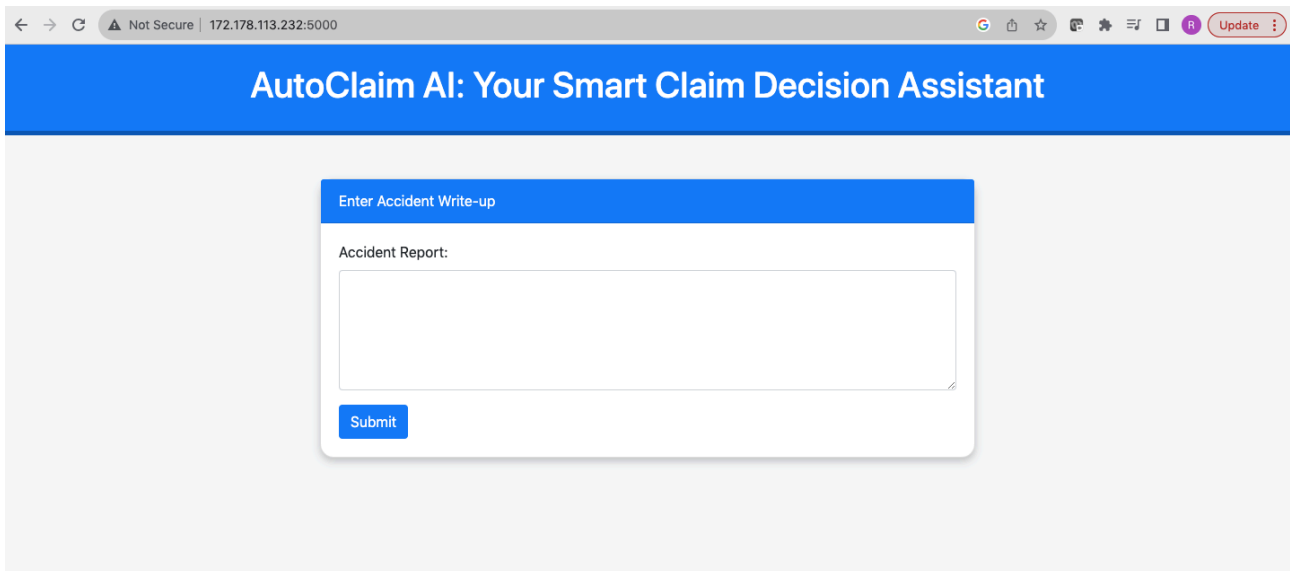 Not Secure | 172.178.113.232:5000
G
R
Update
AutoClaim AI: Your Smart Claim Decision Assistant
Enter Accident Write-up
Accident Report:
Submit